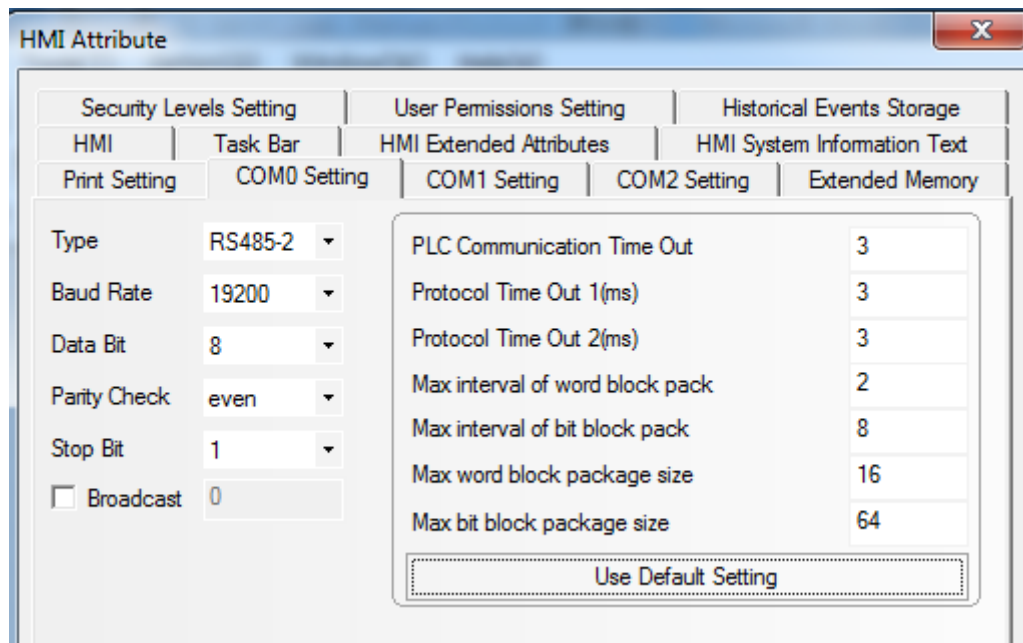 HMI Attribute
Security Levels Setting User Permissions Setting Historical Events Storage
HMI Task Bar HMI Extended Attributes HMI System Information Text
Print Setting COM0 Setting COM1 Setting COM2 Setting Extended Memory
Type RS485-2
Baud Rate 19200
Data Bit 8
Parity Check even
Stop Bit 1
Broadcast 0
PLC Communication Time Out 3
Protocol Time Out 1(ms) 3
Protocol Time Out 2(ms) 3
Max interval of word block pack 2
Max interval of bit block pack 8
Max word block package size 16
Max bit block package size 64
Use Default Setting